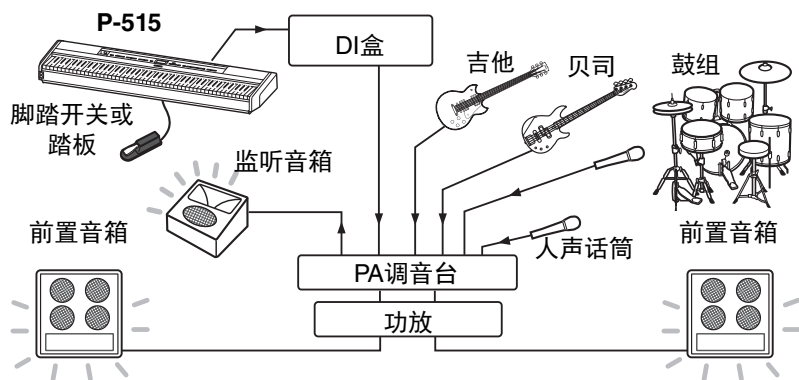 P-515
DI盒
吉他
贝司
鼓组
脚踏开关或
踏板
监听音箱
前置音箱
人声话筒
前置音箱
PA调音台
功放